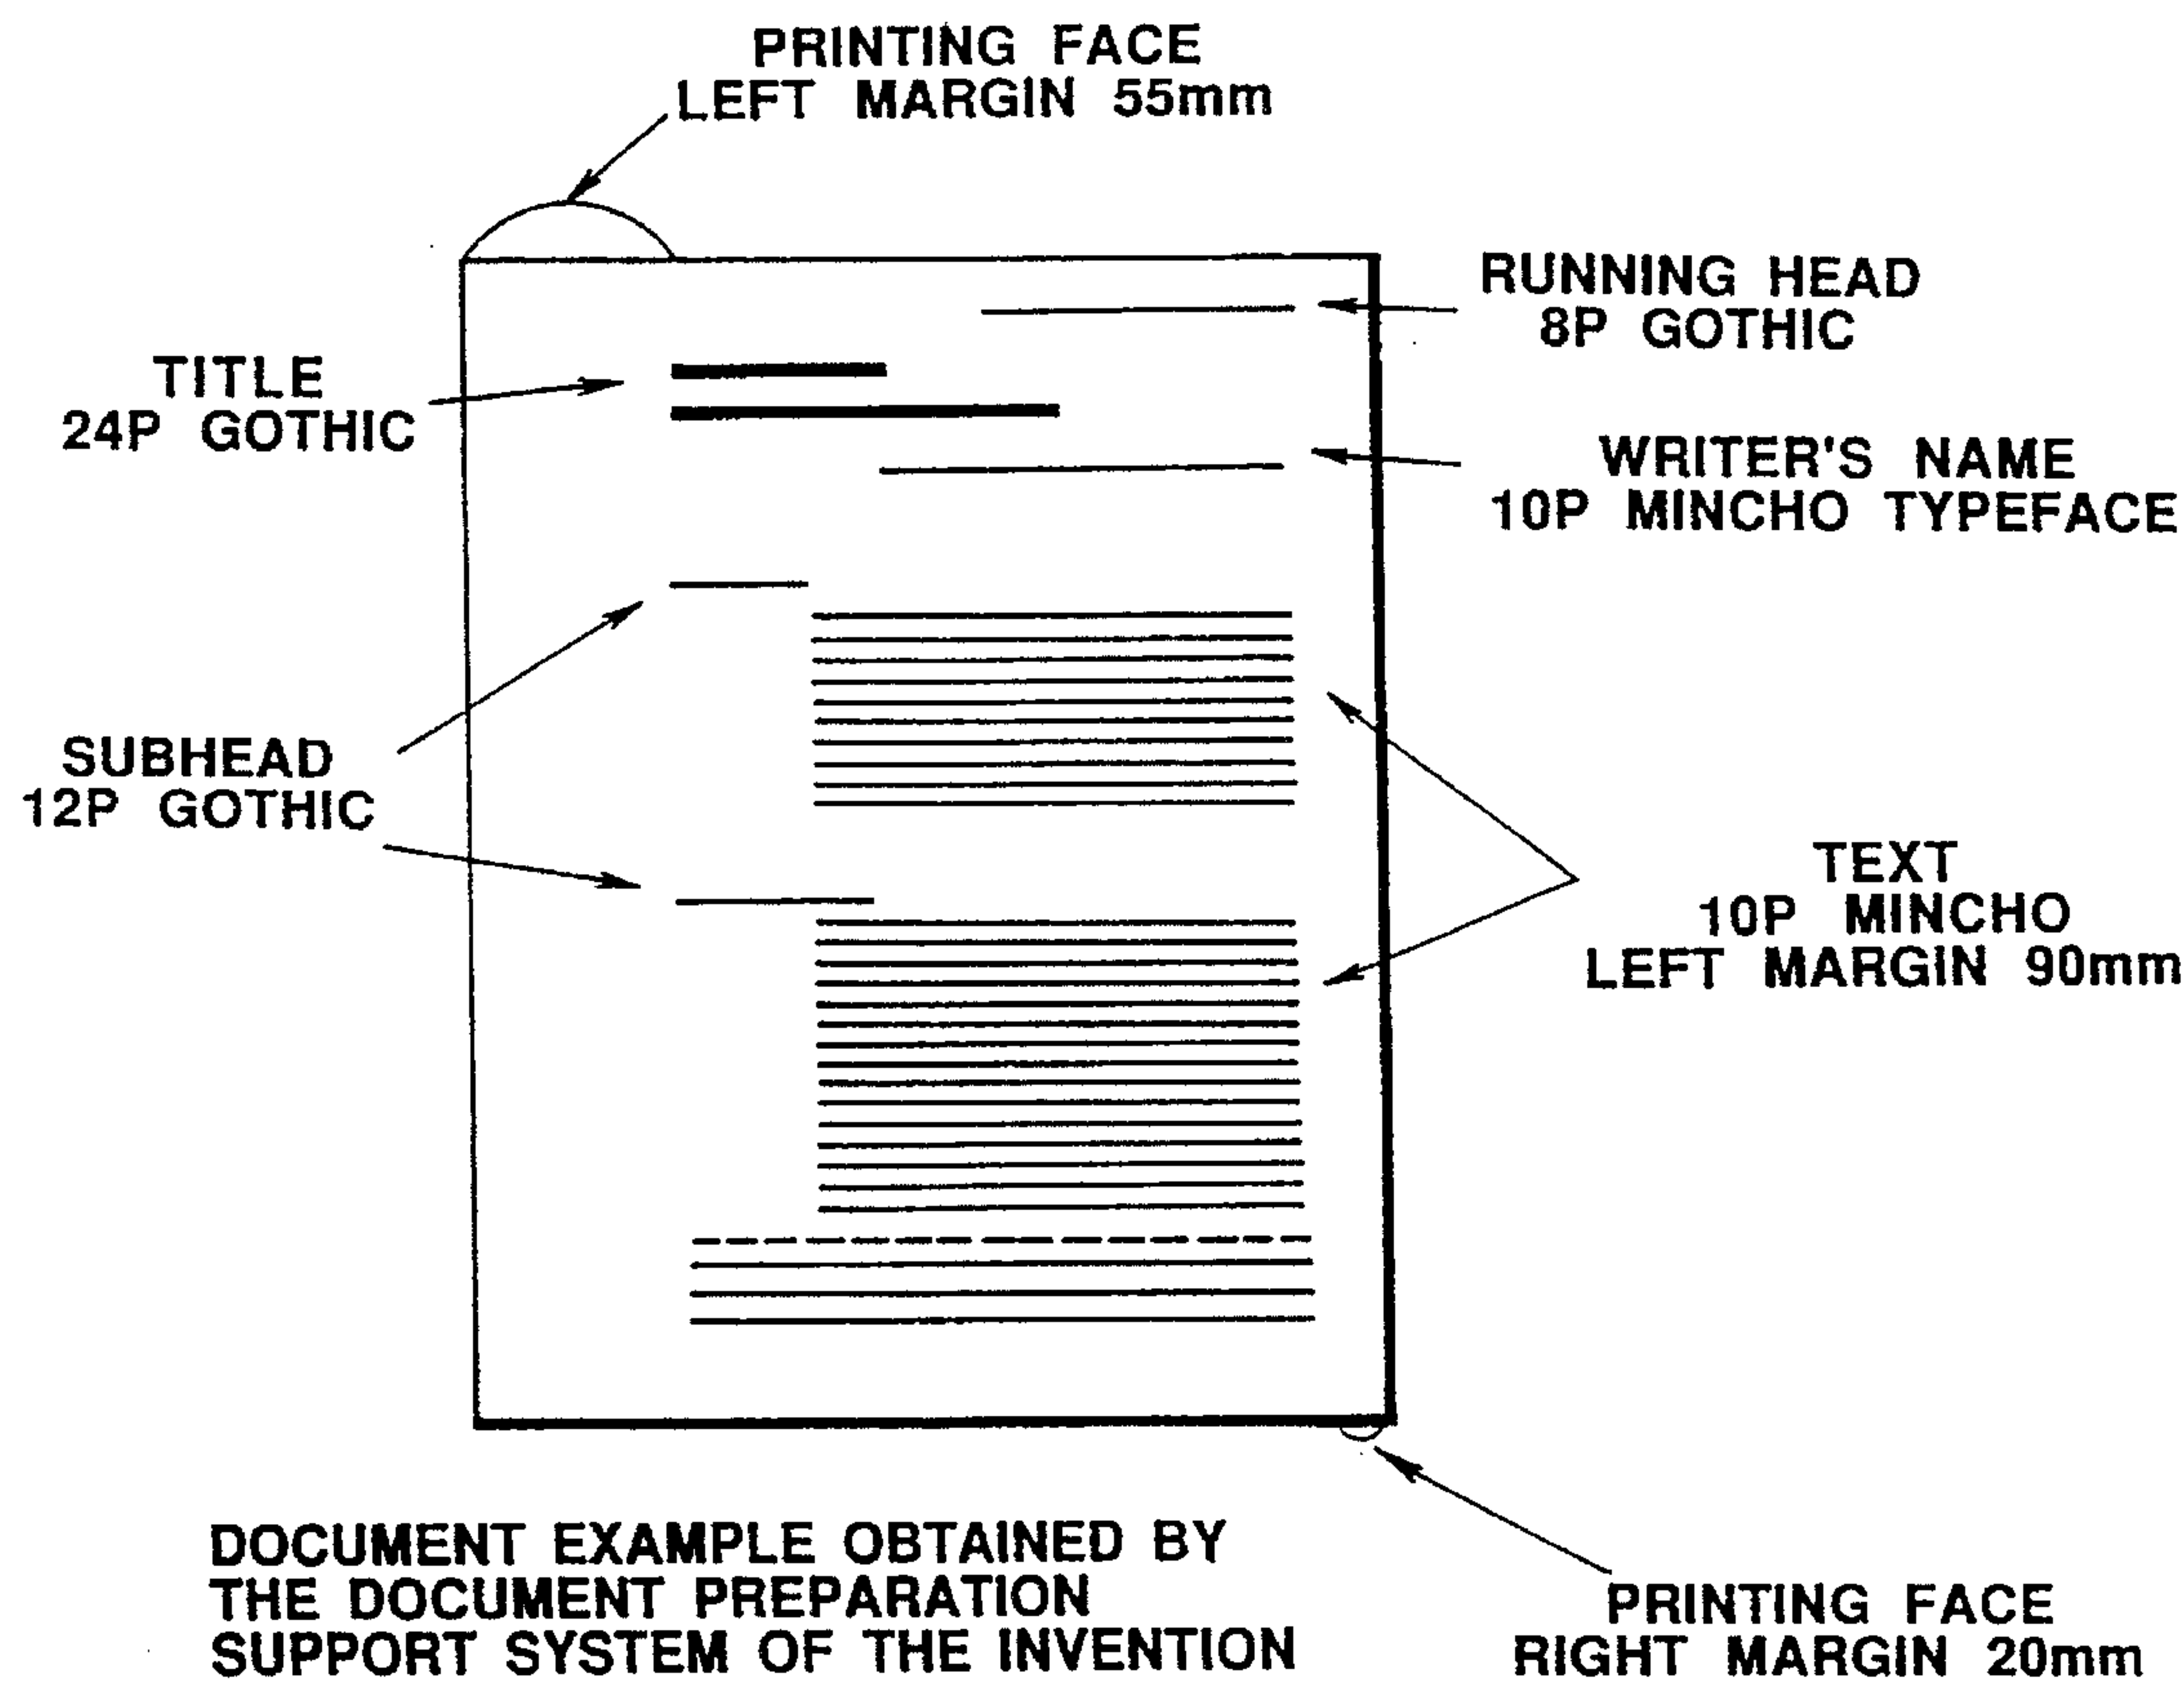 PRINTING FACE
LEFT MARGIN 55mm
RUNNING HEAD
8P GOTHIC
TITLE
24P GOTHIC
WRITER'S NAME
10P MINCHO TYPEFACE
SUBHEAD
12P GOTHIC
TEXT
10P MINCHO
LEFT MARGIN 90mm
DOCUMENT EXAMPLE OBTAINED BY
THE DOCUMENT PREPARATION
SUPPORT SYSTEM OF THE INVENTION
PRINTING FACE
RIGHT MARGIN 20mm